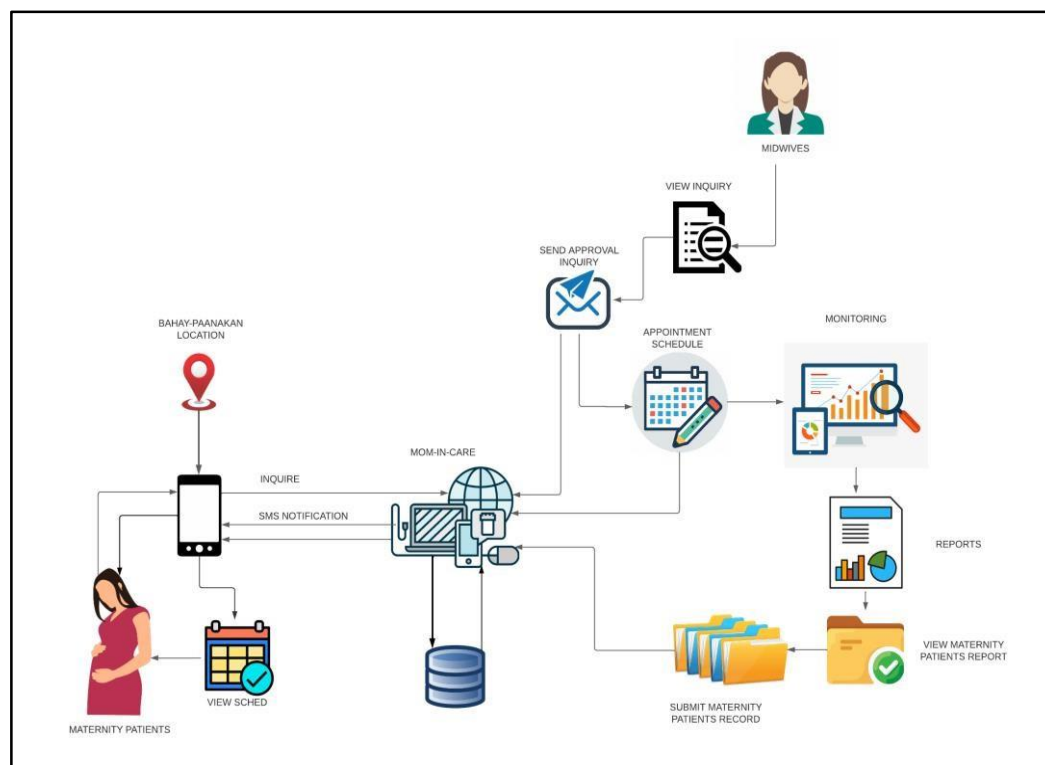 MIDWIVES
VIEW INQUIRY
SEND APPROVAL
INQUIRY
BAHAY-PAANAKAN
LOCATION
APPOINTMENT
SCHEDULE
MONITORING
MOM-IN-CARE
INQUIRE
SMS NOTIFICATION
REPORTS
VIEW MATERNITY
PATIENTS REPORT
VIEW SCHED
SUBMIT MATERNITY
PATIENTS RECORD
MATERNITY PATIENTS